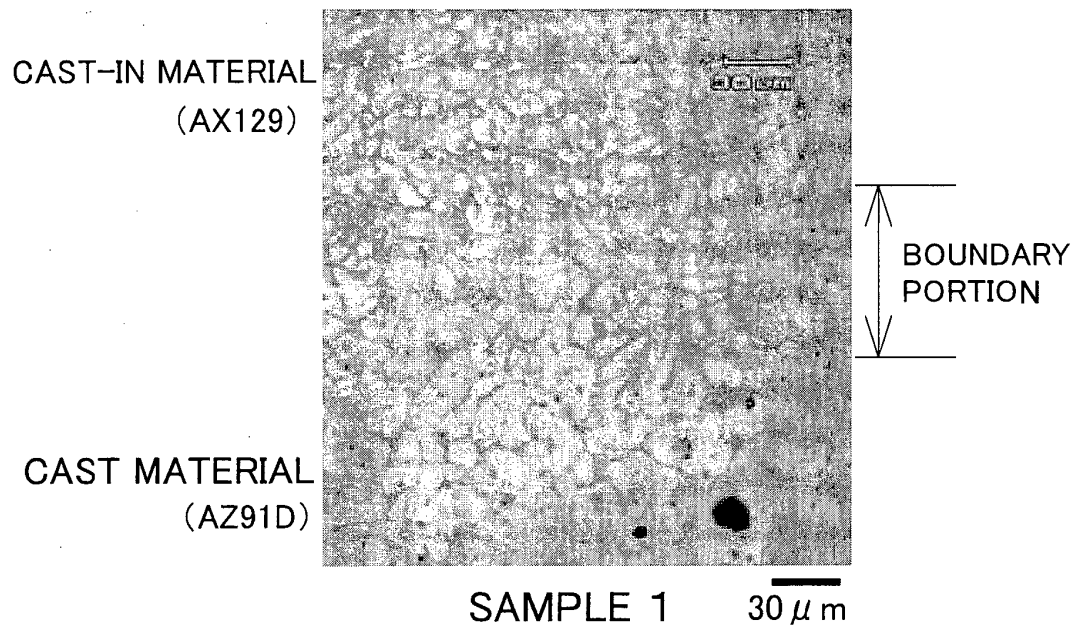 CAST-IN MATERIAL
(AX129)
BOUNDARY
PORTION
CAST MATERIAL
(AZ91D)
SAMPLE 1
30 μm